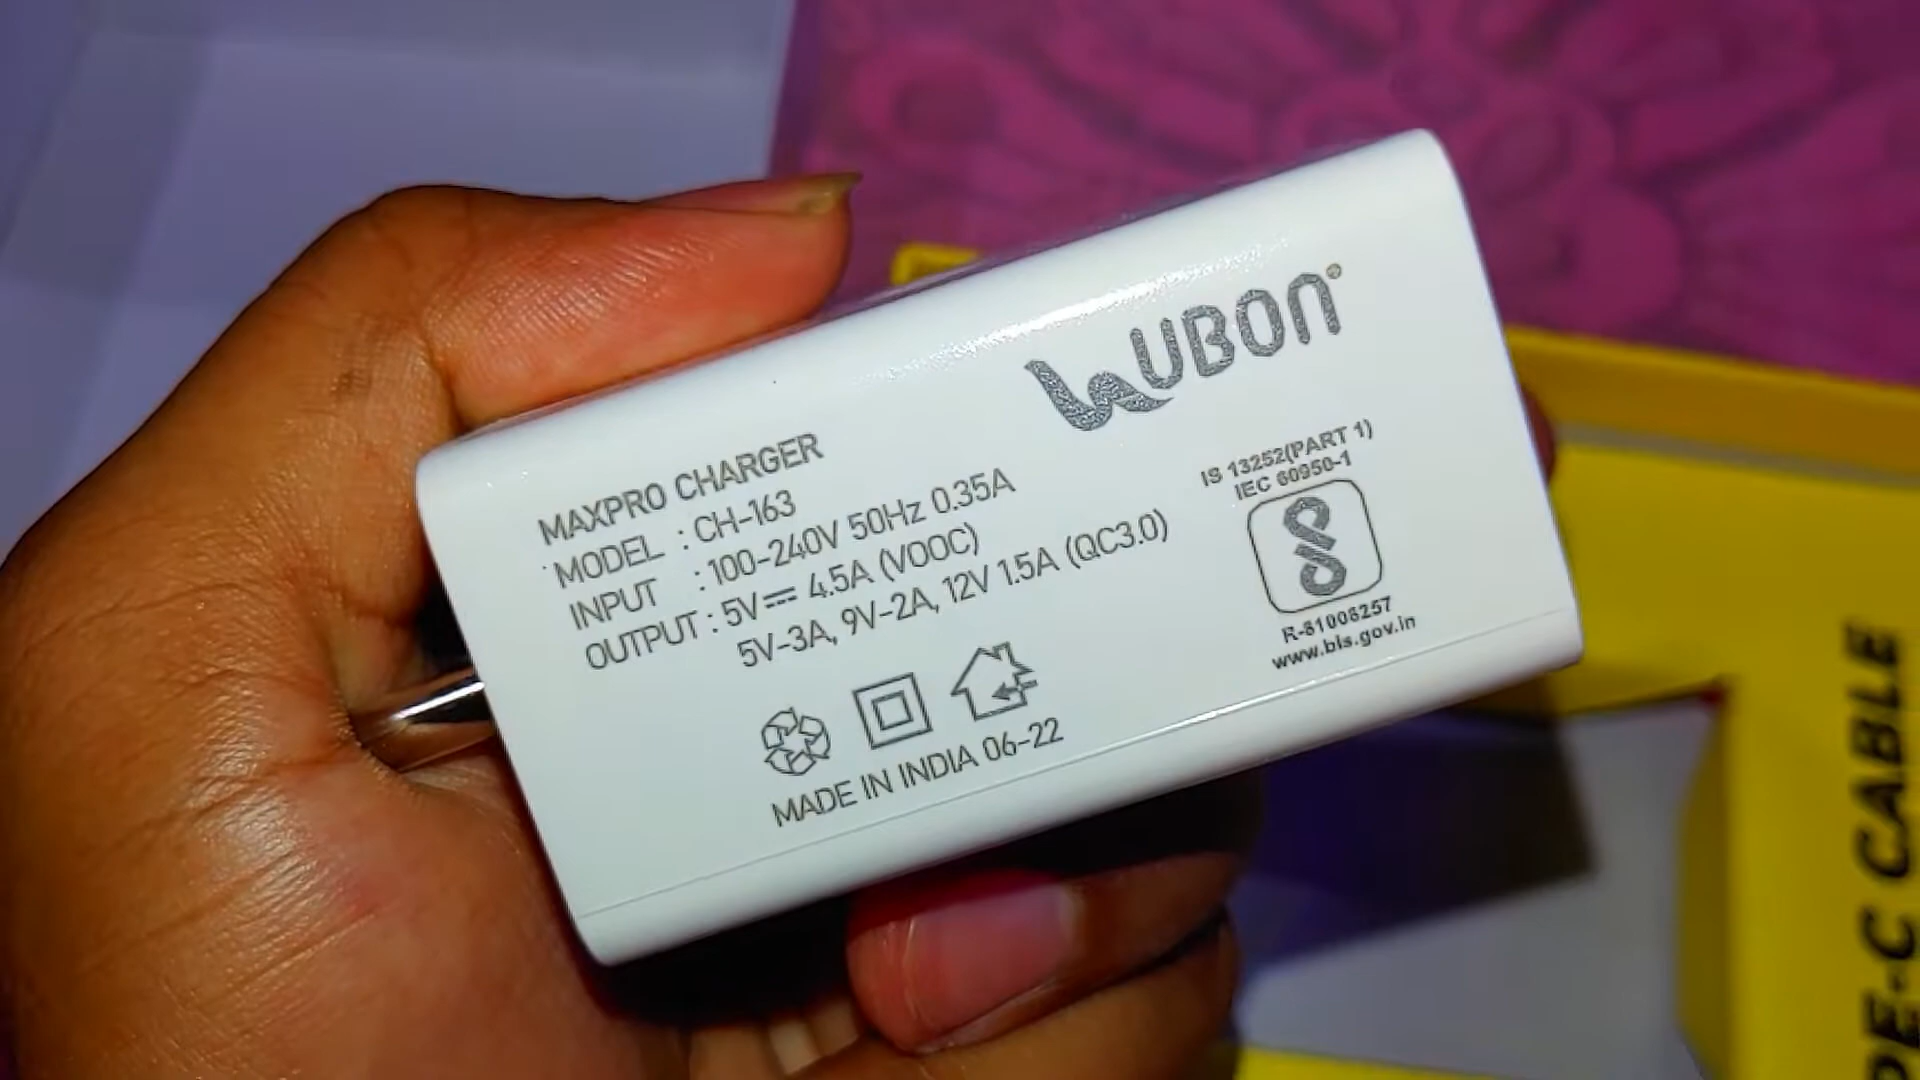 UBON®
MAXPRO CHARGER
MODEL : CH-163
INPUT : 100-240V 50Hz 0.35A
OUTPUT : 5V⎓ 4.5A (VOOC)
5V-3A, 9V-2A, 12V 1.5A (QC3.0)
MADE IN INDIA 06-22
IS 13252(PART 1)
IEC 60950-1
R-81008257
www.bis.gov.in
PE-C CABLE